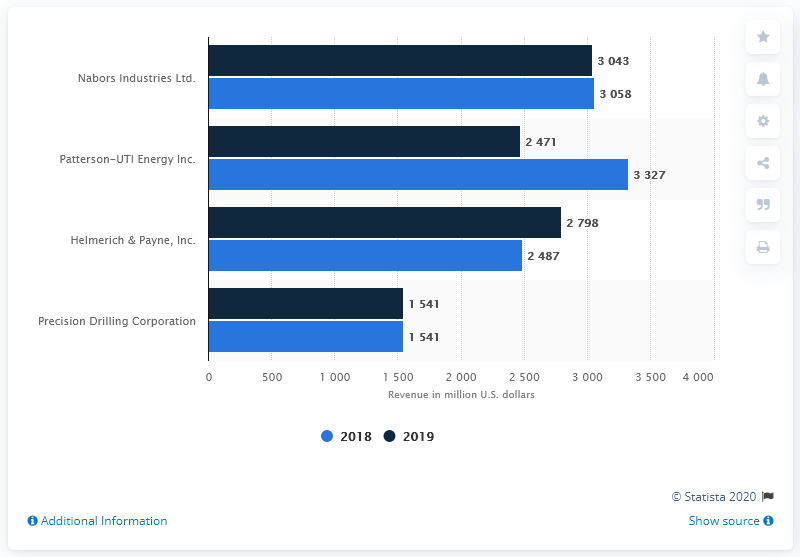 Nabors Industries Ltd.
3 043
3 058
Patterson-UTI Energy Inc.
2 471
3 327
Helmerich & Payne, Inc.
2 798
2 487
Precision Drilling Corporation
1 541
1 541
0 500 1 000 1 500 2 000 2 500 3 000 3 500 4 000
Revenue in million U.S. dollars
2018 2019
© Statista 2020
Additional Information
Show source